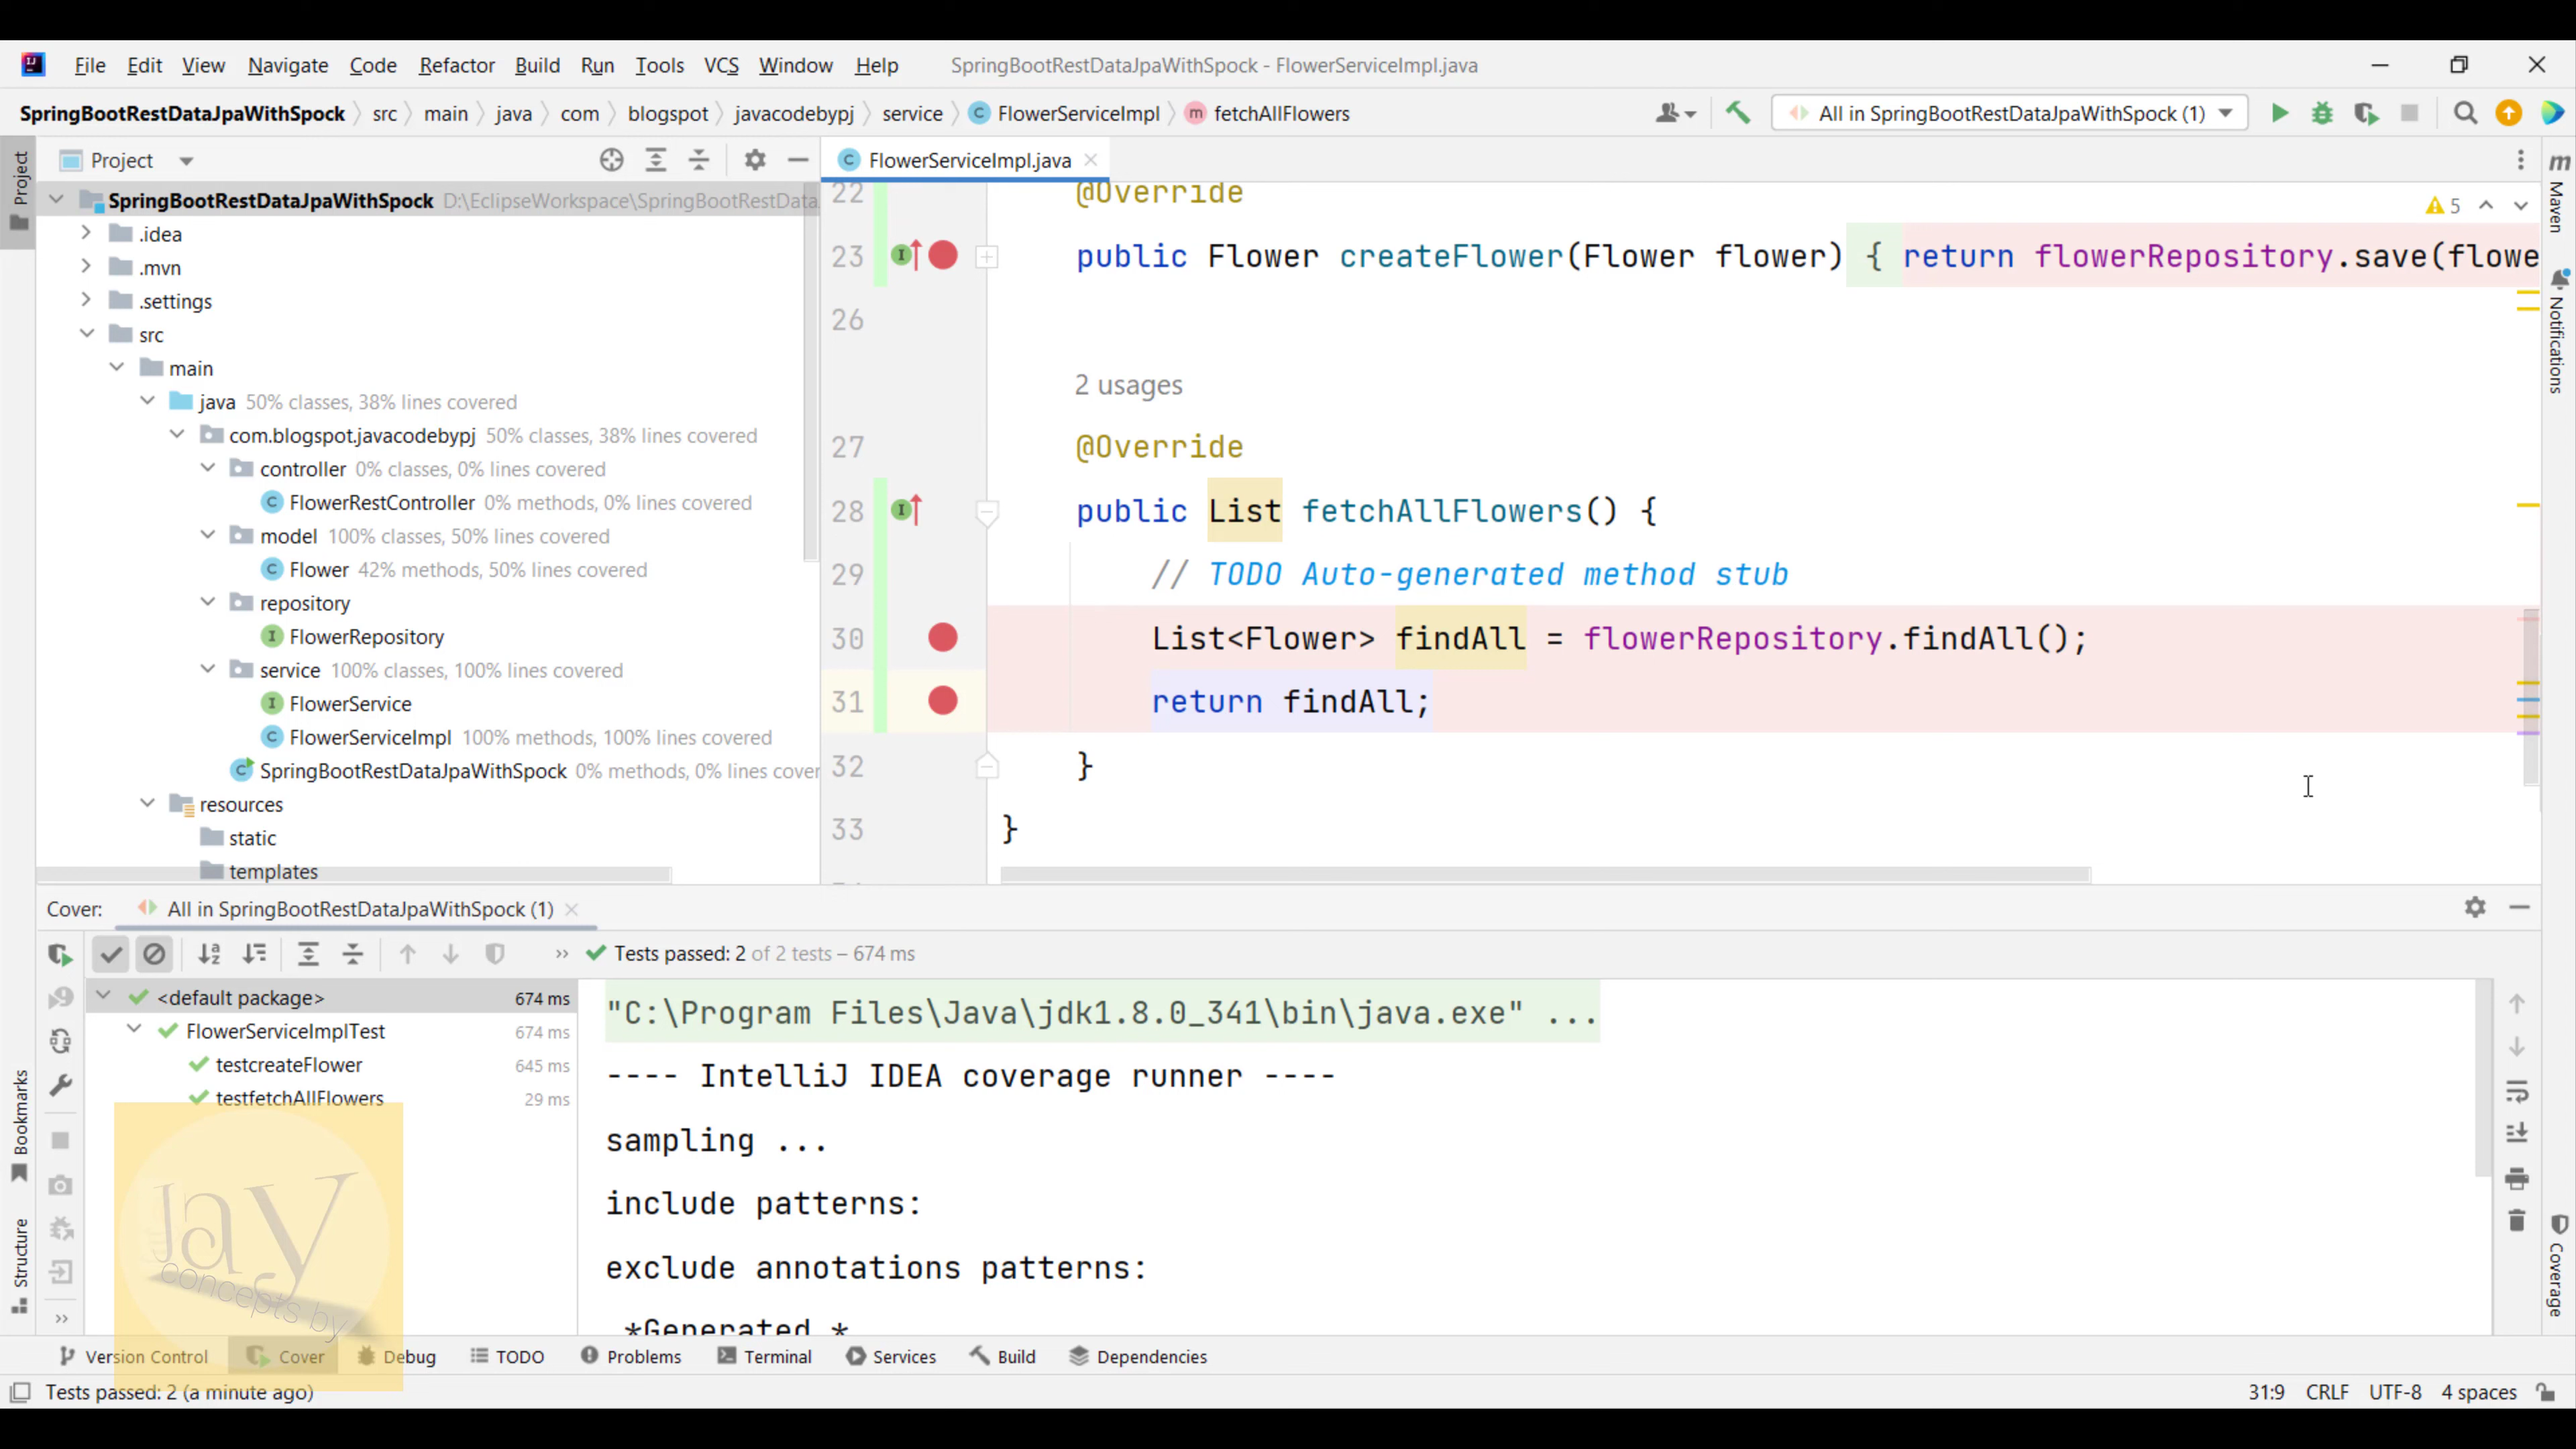 File Edit View Navigate Code Refactor Build Run Tools VCS Window Help SpringBootRestDataJpaWithSpock - FlowerServiceImpl.java
SpringBootRestDataJpaWithSpock src main java com blogspot javacodebypj service FlowerServiceImpl fetchAllFlowers All in SpringBootRestDataJpaWithSpock (1)
Project
Project
SpringBootRestDataJpaWithSpock D:\EclipseWorkspace\SpringBootRestData
.idea
.mvn
.settings
src
main
java 50% classes, 38% lines covered
com.blogspot.javacodebypj 50% classes, 38% lines covered
controller 0% classes, 0% lines covered
FlowerRestController 0% methods, 0% lines covered
model 100% classes, 50% lines covered
Flower 42% methods, 50% lines covered
repository
FlowerRepository
service 100% classes, 100% lines covered
FlowerService
FlowerServiceImpl 100% methods, 100% lines covered
SpringBootRestDataJpaWithSpock 0% methods, 0% lines cover
resources
static
templates
FlowerServiceImpl.java
5
22 @Override
23 public Flower createFlower(Flower flower) { return flowerRepository.save(flowe
26
2 usages
27 @Override
28 public List fetchAllFlowers() {
29 // TODO Auto-generated method stub
30 List<Flower> findAll = flowerRepository.findAll();
31 return findAll;
32 }
33 }
Maven
Notifications
Cover: All in SpringBootRestDataJpaWithSpock (1)
Tests passed: 2 of 2 tests – 674 ms
<default package> 674 ms
FlowerServiceImplTest 674 ms
testcreateFlower 645 ms
testfetchAllFlowers 29 ms
"C:\Program Files\Java\jdk1.8.0_341\bin\java.exe" ...
---- IntelliJ IDEA coverage runner ----
sampling ...
include patterns:
exclude annotations patterns:
*Generated *
Bookmarks
Structure
Coverage
Jay
concepts by
Version Control Cover Debug TODO Problems Terminal Services Build Dependencies
Tests passed: 2 (a minute ago) 31:9 CRLF UTF-8 4 spaces